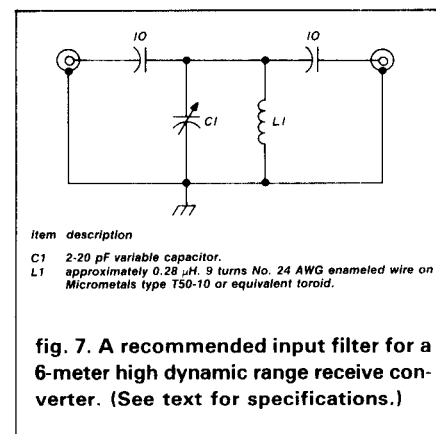 10 10
C1 L1
item description
C1 2-20 pF variable capacitor.
L1 approximately 0.28 μH. 9 turns No. 24 AWG enameled wire on
Micrometals type T50-10 or equivalent toroid.
fig. 7. A recommended input filter for a
6-meter high dynamic range receive con-
verter. (See text for specifications.)